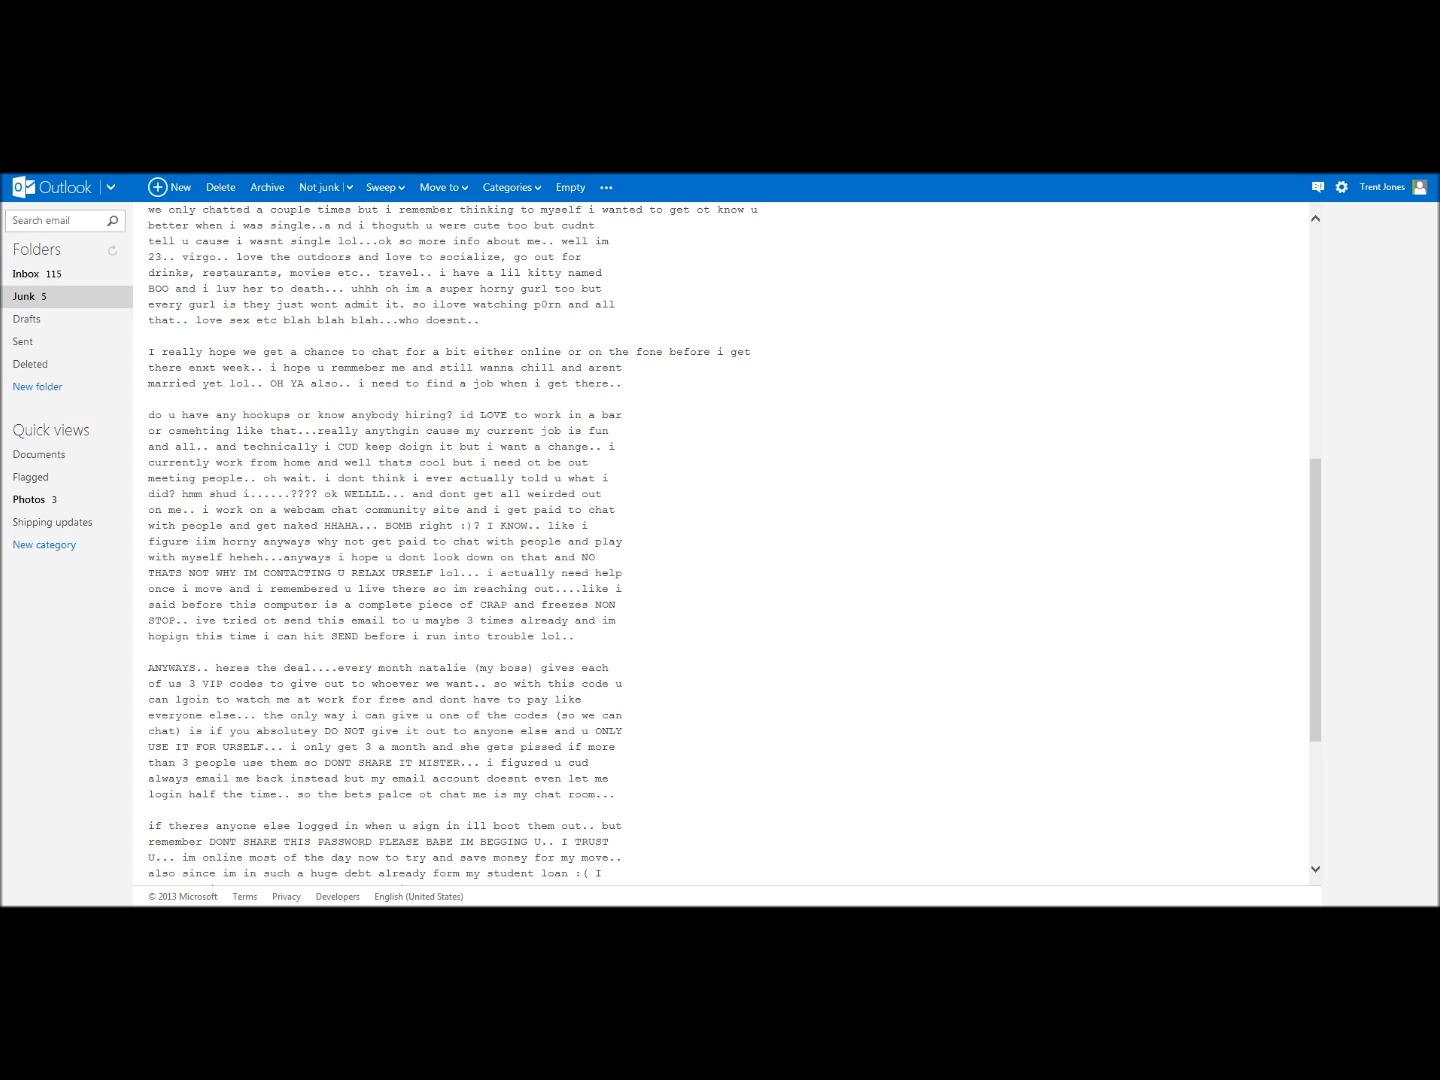 Outlook
New Delete Archive Not junk Sweep Move to Categories Empty ••• Trent Jones
Search email
Folders
Inbox 115
Junk 5
Drafts
Sent
Deleted
New folder
Quick views
Documents
Flagged
Photos 3
Shipping updates
New category
we only chatted a couple times but i remember thinking to myself i wanted to get ot know u
better when i was single..a nd i thoguth u were cute too but cudnt
tell u cause i wasnt single lol...ok so more info about me.. well im
23.. virgo.. love the outdoors and love to socialize, go out for
drinks, restaurants, movies etc.. travel.. i have a lil kitty named
BOO and i luv her to death... uhhh oh im a super horny gurl too but
every gurl is they just wont admit it. so ilove watching p0rn and all
that.. love sex etc blah blah blah...who doesnt..
I really hope we get a chance to chat for a bit either online or on the fone before i get
there enxt week.. i hope u remmeber me and still wanna chill and arent
married yet lol.. OH YA also.. i need to find a job when i get there..
do u have any hookups or know anybody hiring? id LOVE to work in a bar
or osmehting like that...really anythgin cause my current job is fun
and all.. and technically i CUD keep doign it but i want a change.. i
currently work from home and well thats cool but i need ot be out
meeting people.. oh wait. i dont think i ever actually told u what i
did? hmm shud i......???? ok WELLLL... and dont get all weirded out
on me.. i work on a webcam chat community site and i get paid to chat
with people and get naked HHAHA... BOMB right :)? I KNOW.. like i
figure iim horny anyways why not get paid to chat with people and play
with myself heheh...anyways i hope u dont look down on that and NO
THATS NOT WHY IM CONTACTING U RELAX URSELF lol... i actually need help
once i move and i remembered u live there so im reaching out....like i
said before this computer is a complete piece of CRAP and freezes NON
STOP.. ive tried ot send this email to u maybe 3 times already and im
hopign this time i can hit SEND before i run into trouble lol..
ANYWAYS.. heres the deal....every month natalie (my boss) gives each
of us 3 VIP codes to give out to whoever we want.. so with this code u
can lgoin to watch me at work for free and dont have to pay like
everyone else... the only way i can give u one of the codes (so we can
chat) is if you absolutey DO NOT give it out to anyone else and u ONLY
USE IT FOR URSELF... i only get 3 a month and she gets pissed if more
than 3 people use them so DONT SHARE IT MISTER... i figured u cud
always email me back instead but my email account doesnt even let me
login half the time.. so the bets palce ot chat me is my chat room...
if theres anyone else logged in when u sign in ill boot them out.. but
remember DONT SHARE THIS PASSWORD PLEASE BABE IM BEGGING U.. I TRUST
U... im online most of the day now to try and save money for my move..
also since im in such a huge debt already form my student loan :( I
© 2013 Microsoft Terms Privacy Developers English (United States)